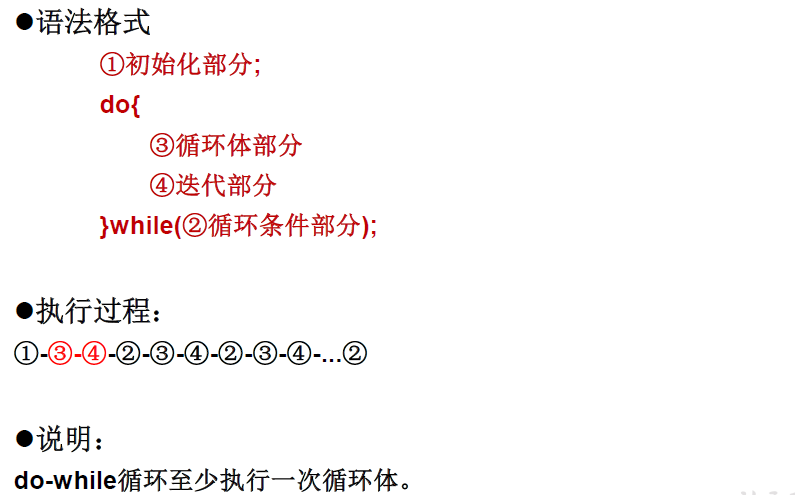 ●语法格式
①初始化部分;
do{
③循环体部分
④迭代部分
}while(②循环条件部分);
●执行过程：
①-③-④-②-③-④-②-③-④-...②
●说明：
do-while循环至少执行一次循环体。